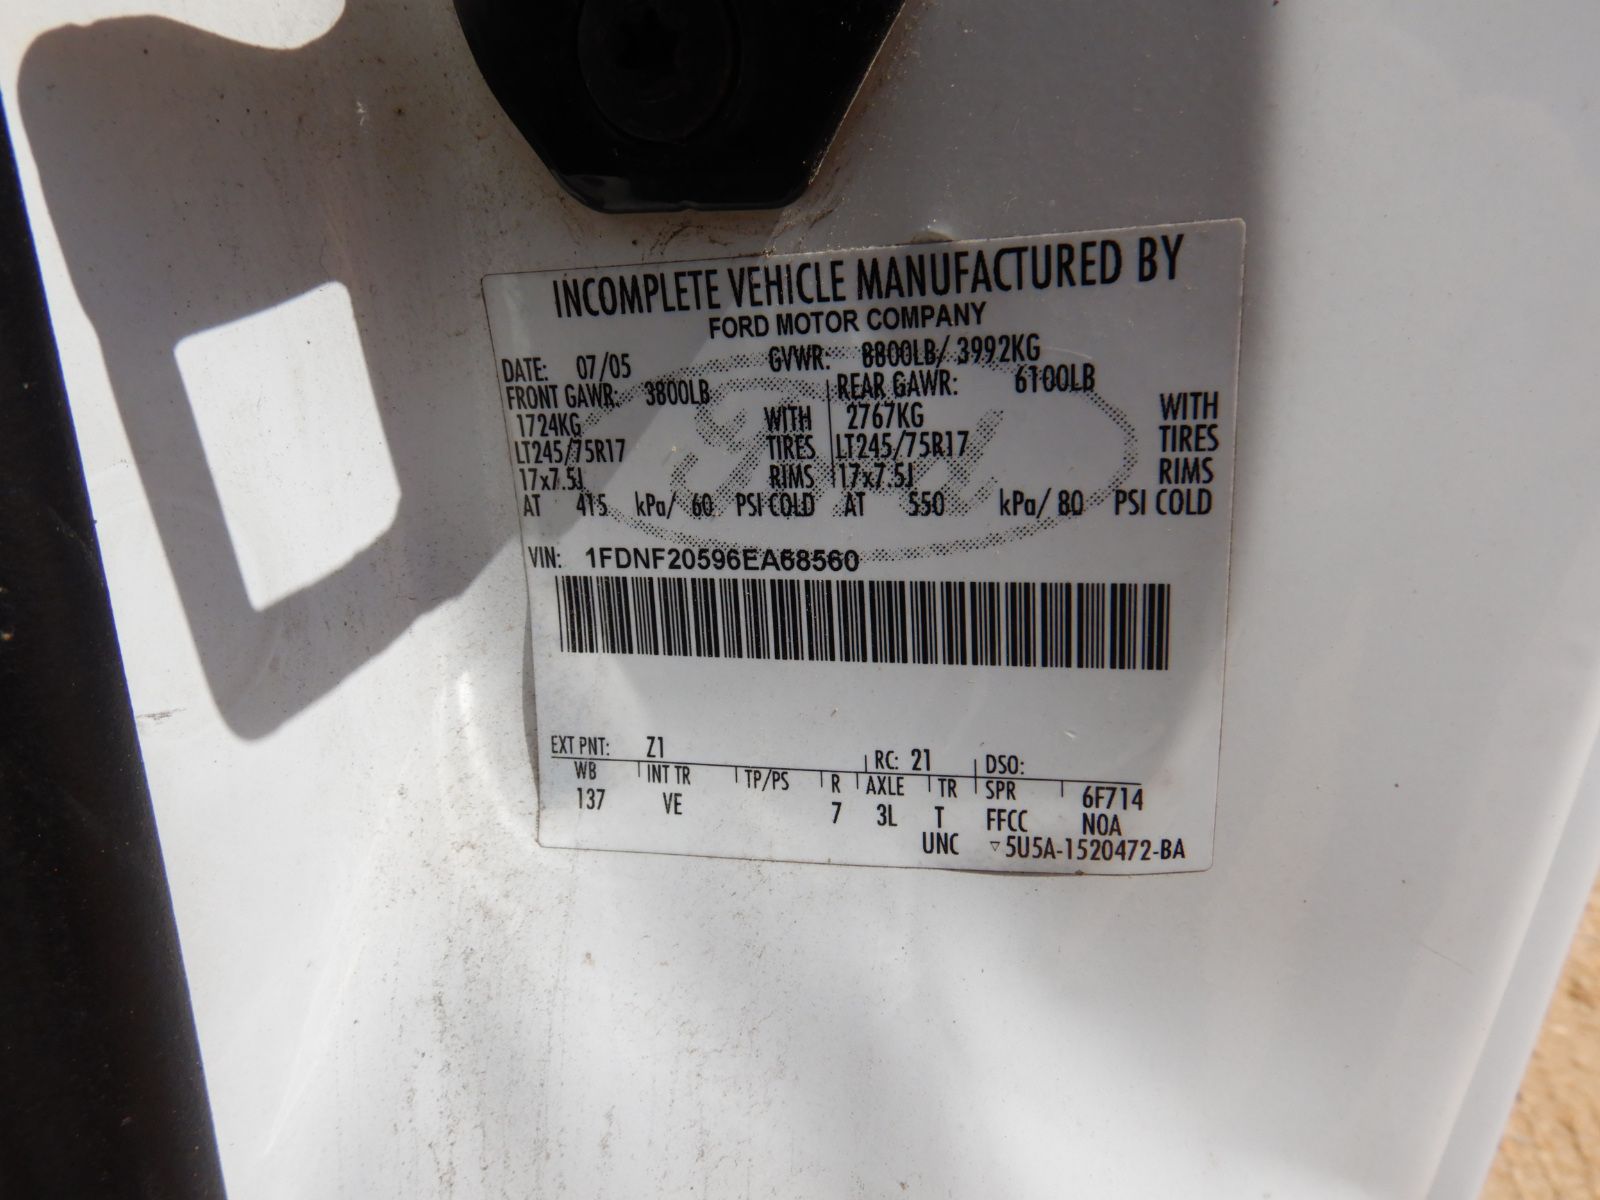 INCOMPLETE VEHICLE MANUFACTURED BY
FORD MOTOR COMPANY
DATE: 07/05 GVWR: 8800LB/ 3992KG
FRONT GAWR: 3800LB REAR GAWR: 6100LB
1724KG WITH 2767KG WITH
LT245/75R17 TIRES LT245/75R17 TIRES
17x7.5J RIMS 17x7.5J RIMS
AT 415 kPa/ 60 PSI COLD AT 550 kPa/ 80 PSI COLD
Ford
VIN: 1FDNF20596EA68560
EXT PNT: Z1 RC: 21 DSO:
WB INT TR TP/PS R AXLE TR SPR 6F714
137 VE 7 3L T FFCC N0A
UNC ▿5U5A-1520472-BA